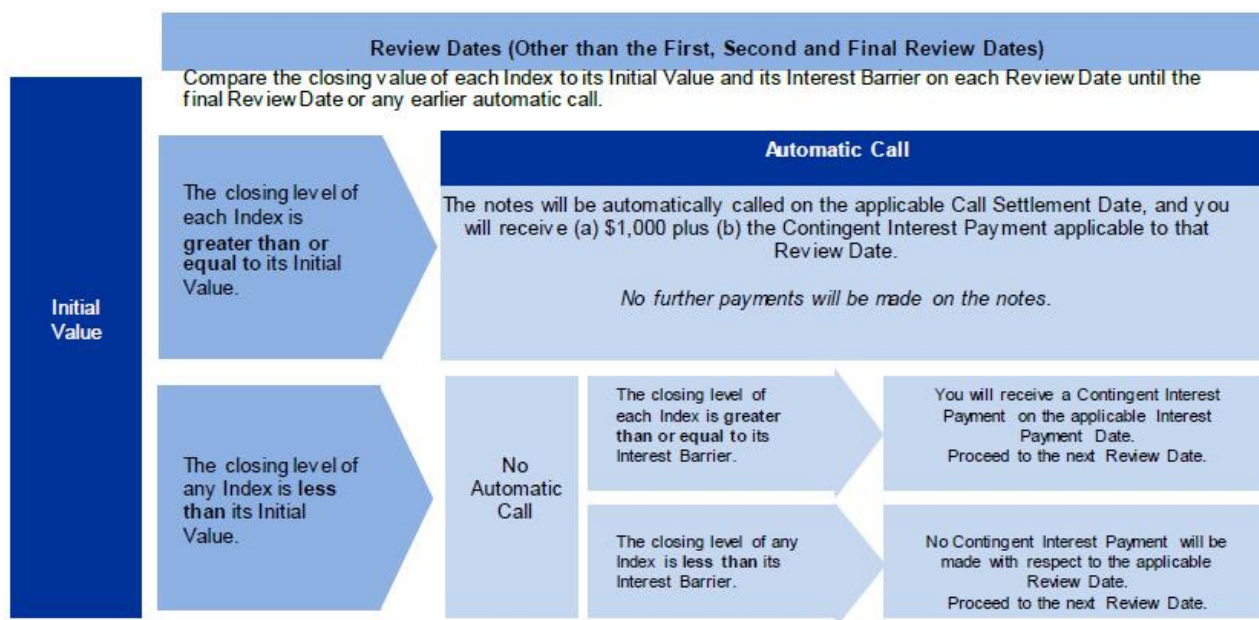 Review Dates (Other than the First, Second and Final Review Dates)
Compare the closing value of each Index to its Initial Value and its Interest Barrier on each Review Date until the
final Review Date or any earlier automatic call.
Initial
Value
The closing level of
each Index is
greater than or
equal to its Initial
Value.
Automatic Call
The notes will be automatically called on the applicable Call Settlement Date, and you
will receive (a) $1,000 plus (b) the Contingent Interest Payment applicable to that
Review Date.
No further payments will be made on the notes.
The closing level of
any Index is less
than its Initial
Value.
No
Automatic
Call
The closing level of
each Index is greater
than or equal to its
Interest Barrier.
You will receive a Contingent Interest
Payment on the applicable Interest
Payment Date.
Proceed to the next Review Date.
The closing level of any
Index is less than its
Interest Barrier.
No Contingent Interest Payment will be
made with respect to the applicable
Review Date.
Proceed to the next Review Date.